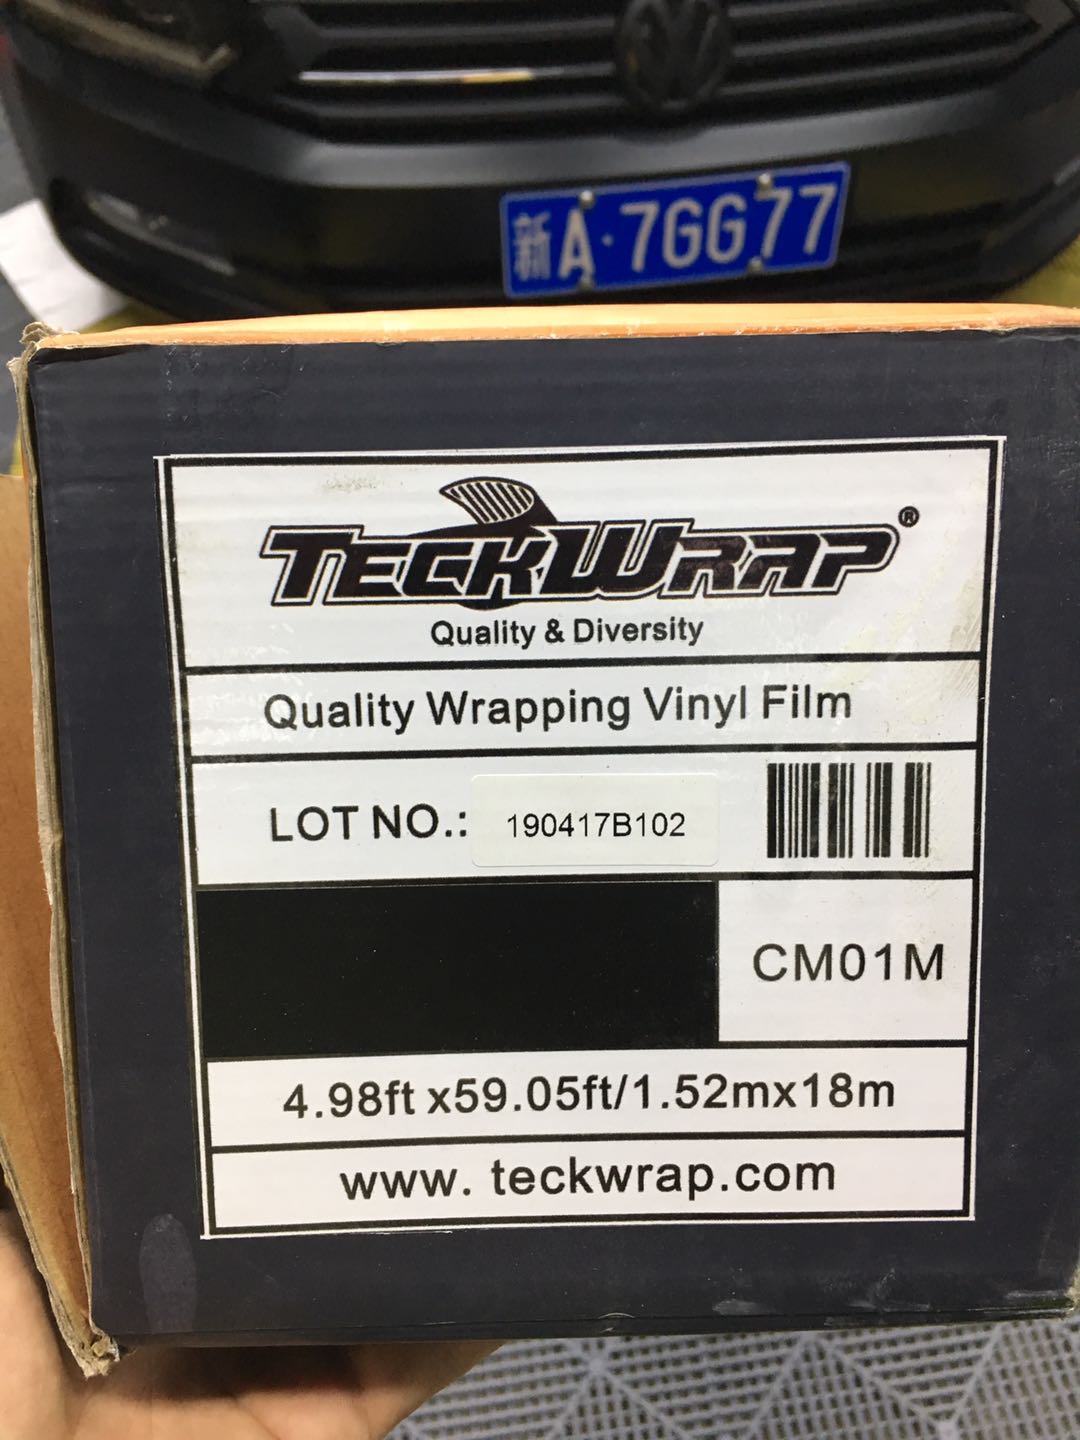 新A·7GG77
TECKWRAP®
Quality & Diversity
Quality Wrapping Vinyl Film
LOT NO.: 190417B102
CM01M
4.98ft x59.05ft/1.52mx18m
www. teckwrap.com